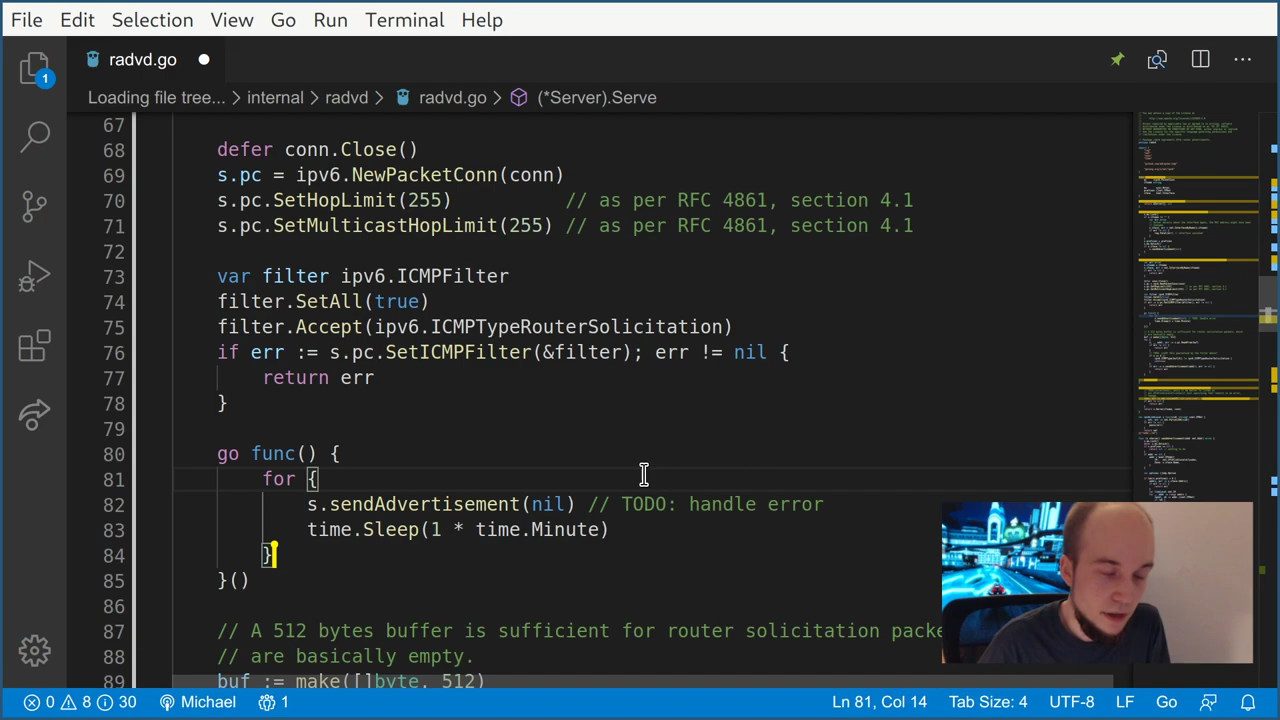 File Edit Selection View Go Run Terminal Help
radvd.go
1
Loading file tree... > internal > radvd > radvd.go > (*Server).Serve
67
68 defer conn.Close()
69 s.pc = ipv6.NewPacketConn(conn)
70 s.pc.SetHopLimit(255 // as per RFC 4861, section 4.1
71 s.pc.SetMulticastHopLimit(255) // as per RFC 4861, section 4.1
72
73 var filter ipv6.ICMPFilter
74 filter.SetAll(true)
75 filter.Accept(ipv6.IC ypeRouterSolicitation)
76 if err := s.pc.SetICMPFilter(&filter); err != nil {
77 return err
78 }
79
80 go func() {
81 for {
82 s.sendAdvertisement(nil) // TODO: handle error
83 time.Sleep(1 * time.Minute)
84 }
85 }()
86
87 // A 512 bytes buffer is sufficient for router solicitation packe
88 // are basically empty.
89 buf := make([]byte, 512)
0 8 30 Michael 1 Ln 81, Col 14 Tab Size: 4 UTF-8 LF Go